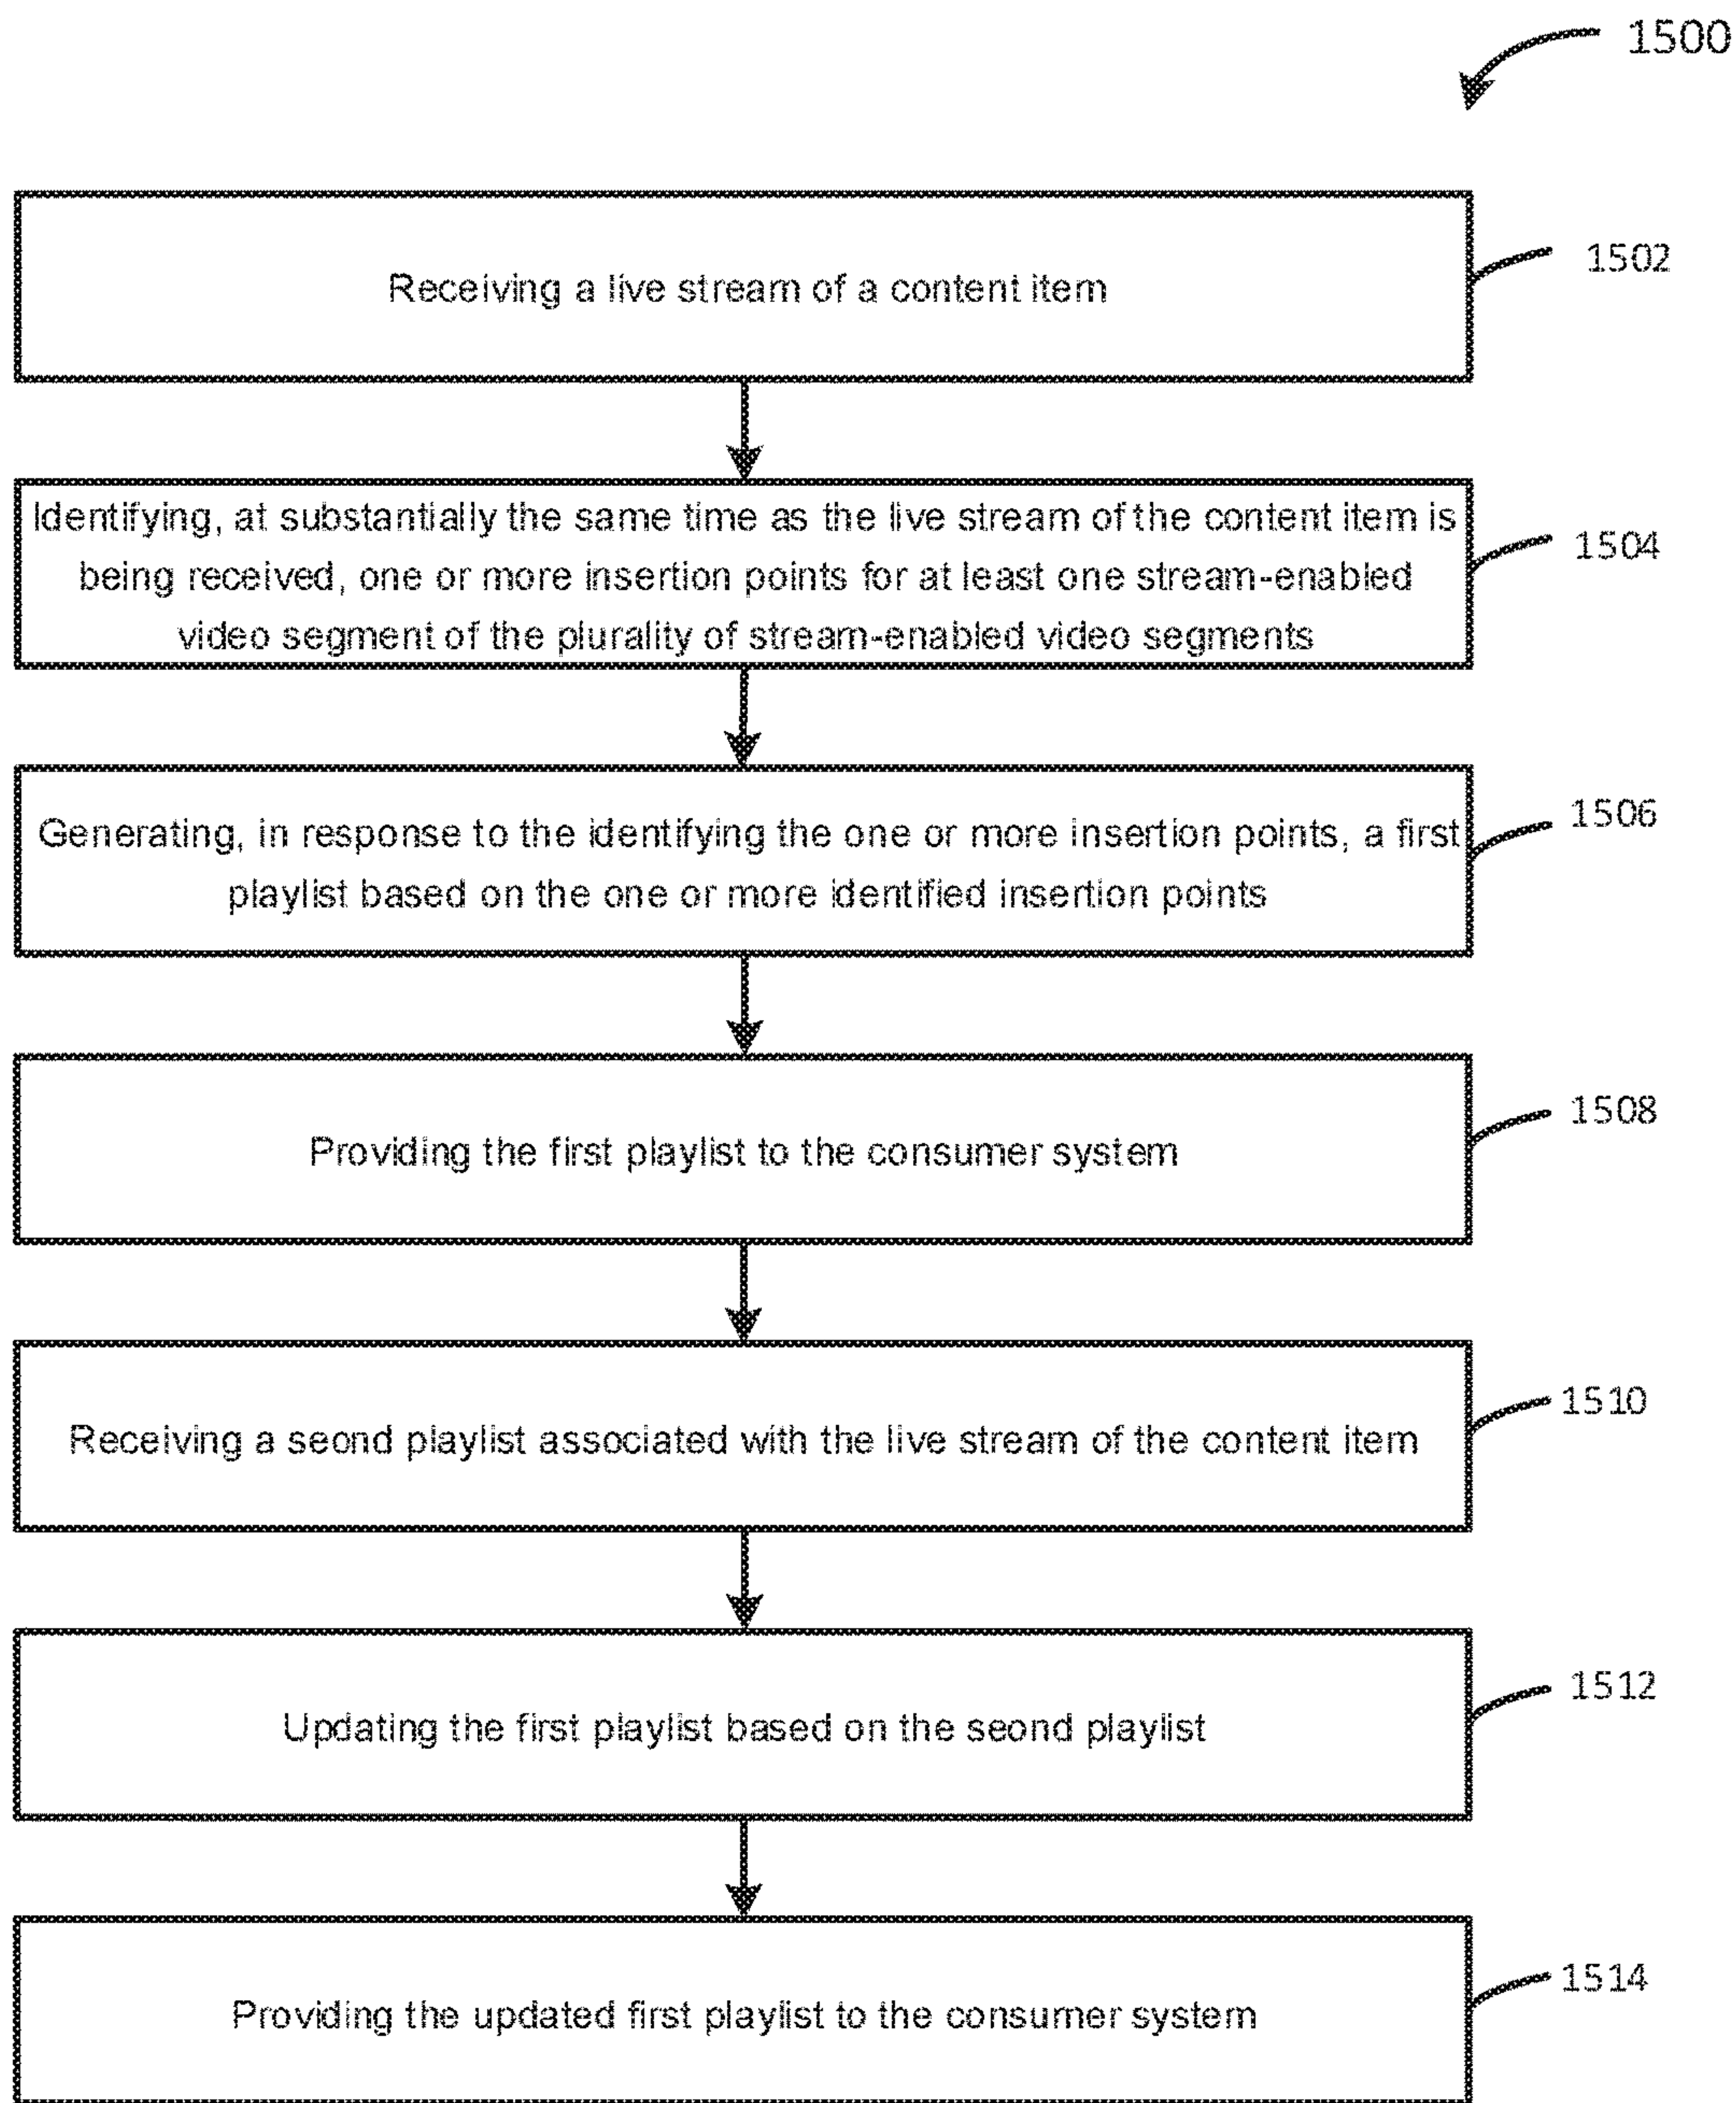 1500
Receiving a live stream of a content item
1502
Identifying, at substantially the same time as the live stream of the content item is
being received, one or more insertion points for at least one stream-enabled
video segment of the plurality of stream-enabled video segments
1504
Generating, in response to the identifying the one or more insertion points, a first
playlist based on the one or more identified insertion points
1506
Providing the first playlist to the consumer system
1508
Receiving a seond playlist associated with the live stream of the content item
1510
Updating the first playlist based on the seond playlist
1512
Providing the updated first playlist to the consumer system
1514